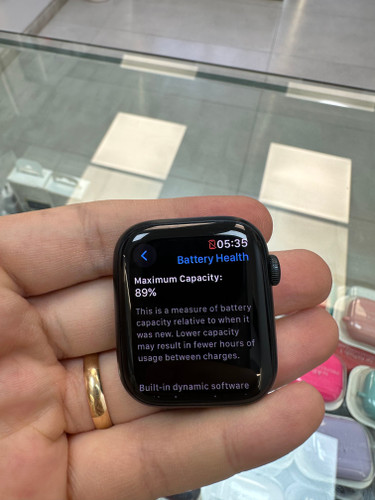 05:35
Battery Health
Maximum Capacity:
89%
This is a measure of battery
capacity relative to when it
was new. Lower capacity
may result in fewer hours of
usage between charges.
Built-in dynamic software